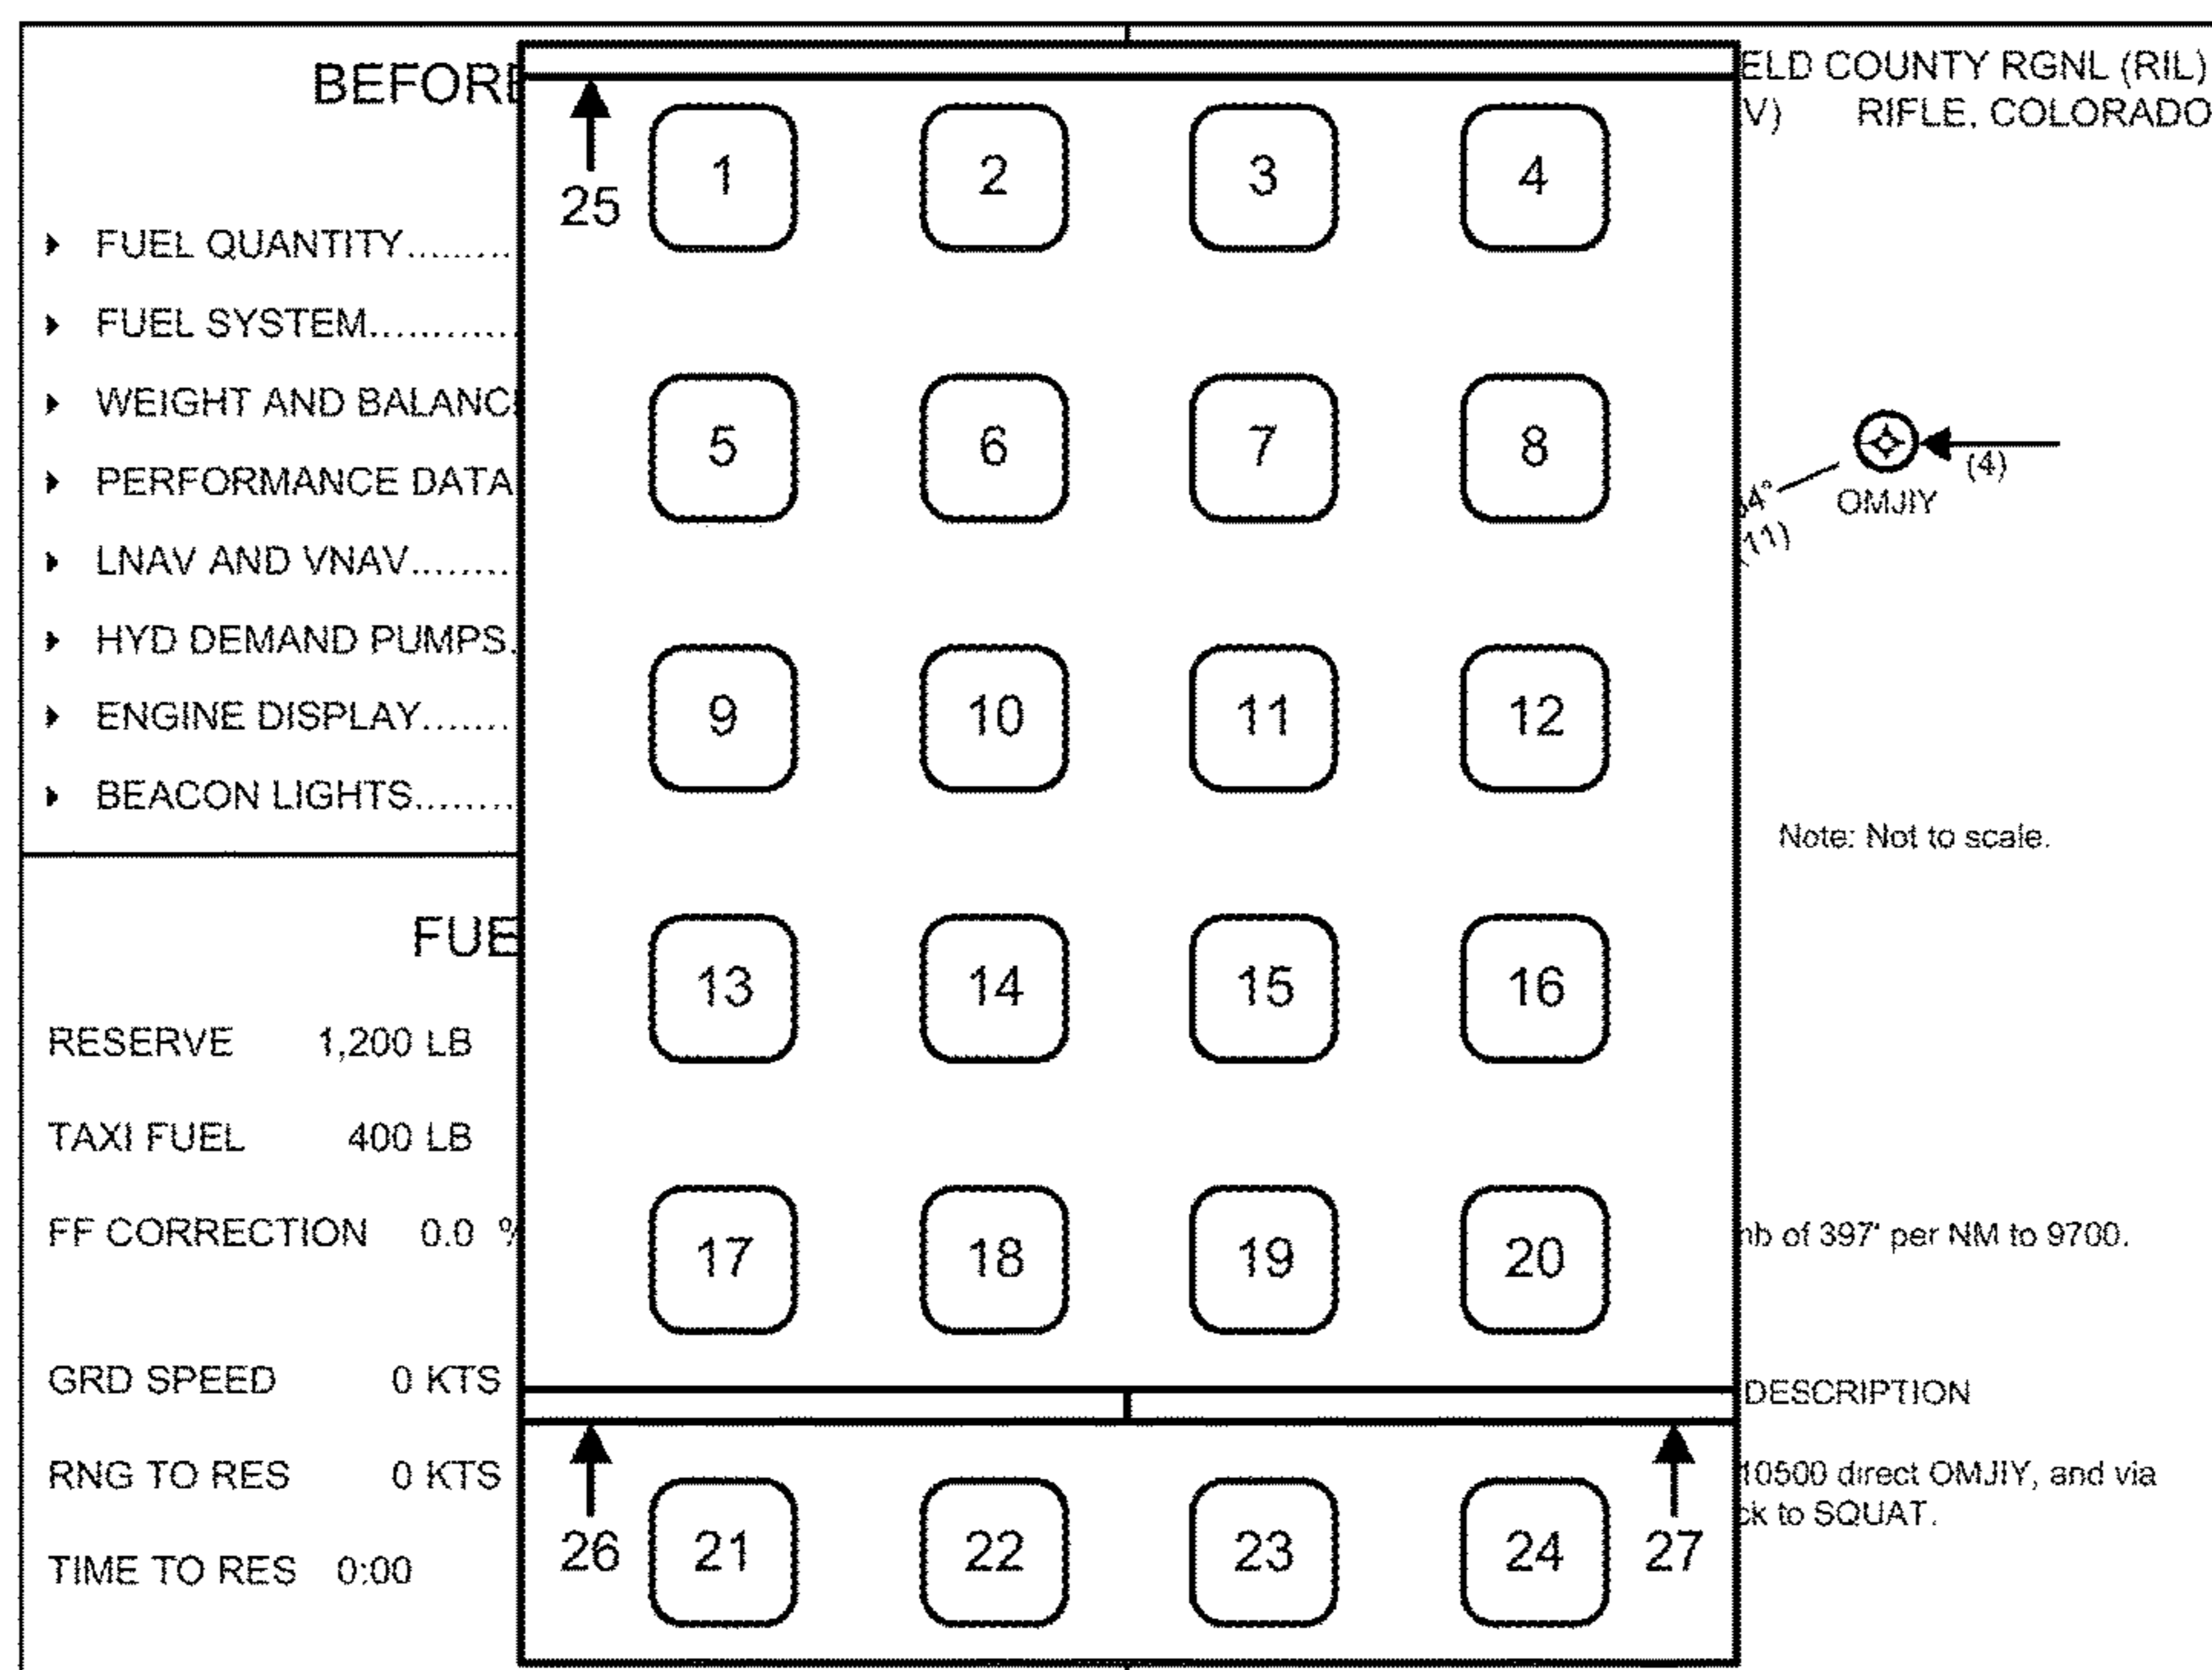 BEFORE
FUEL QUANTITY.........
FUEL SYSTEM............
WEIGHT AND BALANC
PERFORMANCE DATA
LNAV AND VNAV........
HYD DEMAND PUMPS.
ENGINE DISPLAY.......
BEACON LIGHTS........
FUE
RESERVE 1,200 LB
TAXI FUEL 400 LB
FF CORRECTION 0.0 %
GRD SPEED 0 KTS
RNG TO RES 0 KTS
TIME TO RES 0:00
25
1 2 3 4
5 6 7 8
9 10 11 12
13 14 15 16
17 18 19 20
26 21 22 23 24 27
ELD COUNTY RGNL (RIL)
V) RIFLE, COLORADO
(4)
4°
OMJIY
(11)
Note: Not to scale.
mb of 397' per NM to 9700.
DESCRIPTION
10500 direct OMJIY, and via
ck to SQUAT.